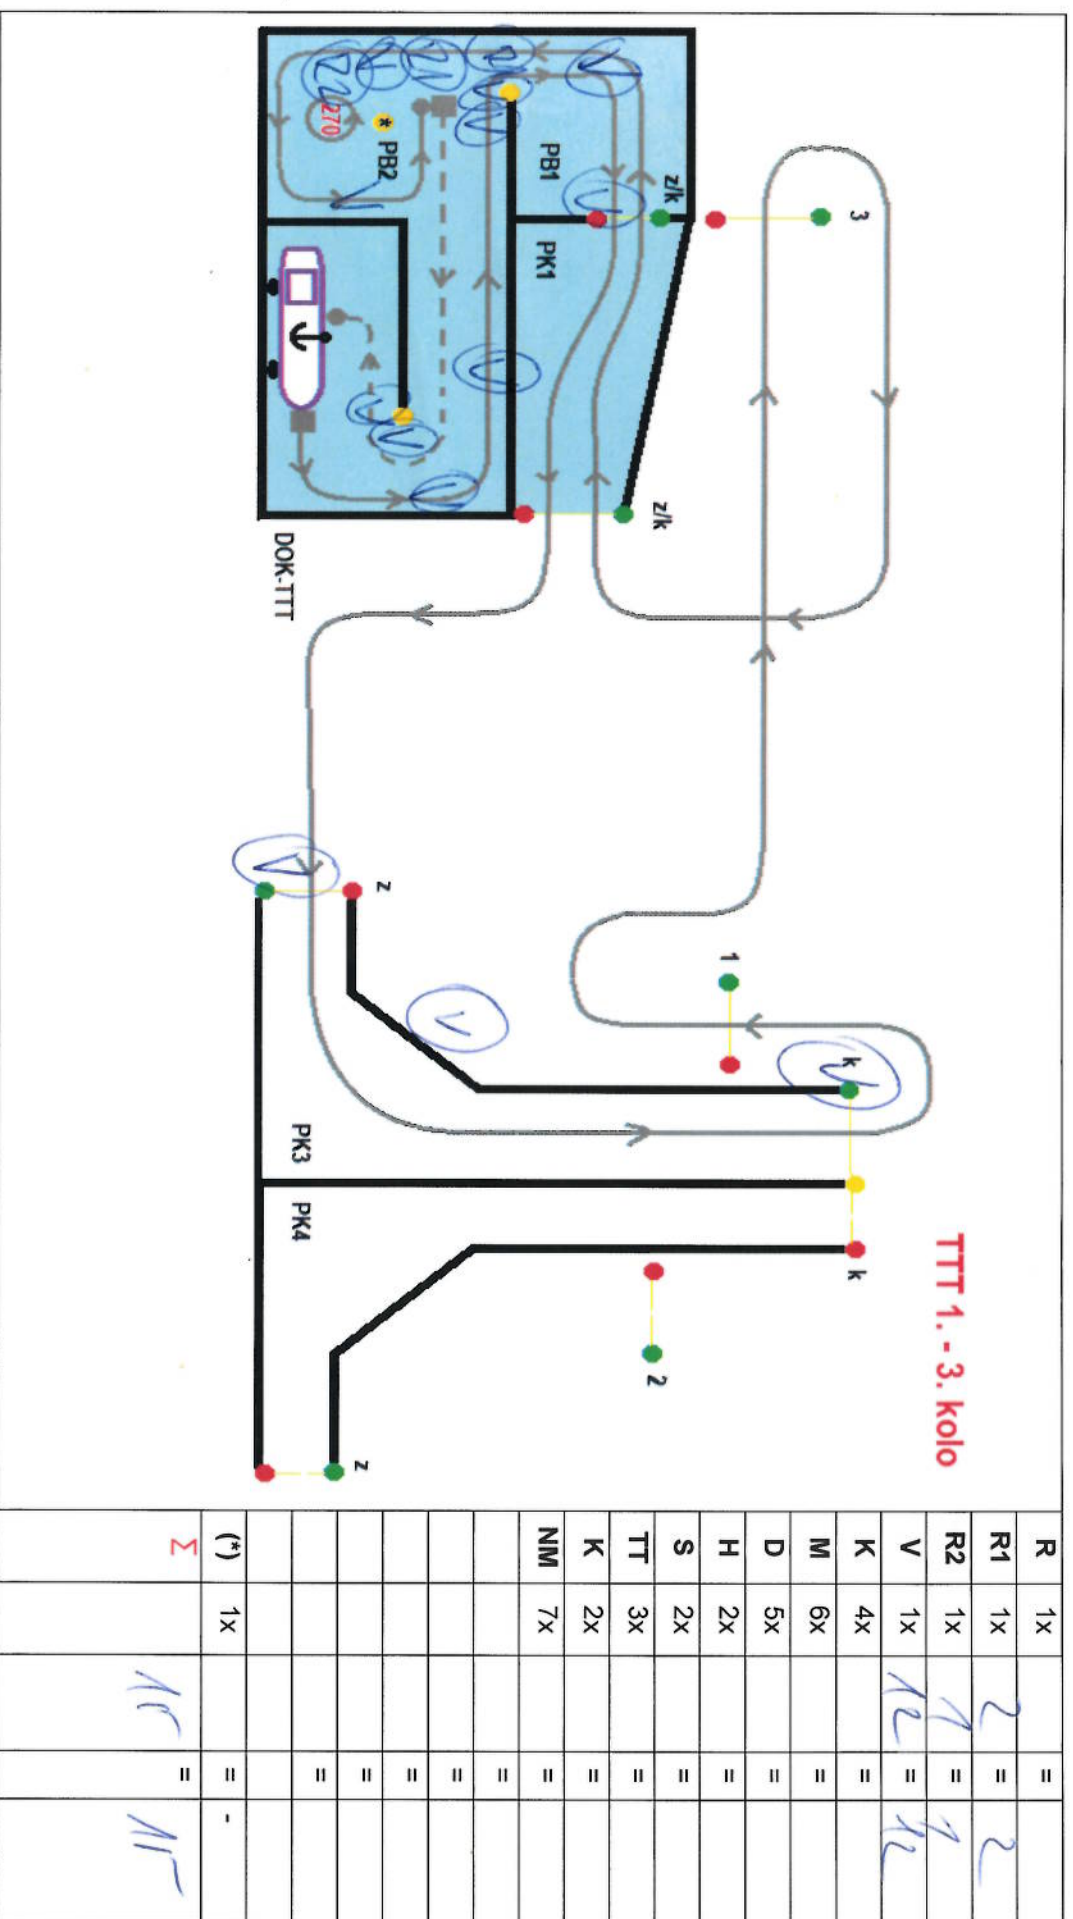 TTT 1. - 3. kolo
3
z/k
z/k
PB1
PK1
PB2
*
270
DOK-TTT
z
1
k
PK3
PK4
k
2
z
R 1x =
R1 1x 2 = 2
R2 1x 1 = 1
V 1x 12 = 12
K 4x =
M 6x =
D 5x =
H 2x =
S 2x =
TT 3x =
K 2x =
NM 7x =
=
=
=
=
=
(*) 1x = -
Σ 15 = 15
V
V
V
V
V
V
V
V
V
V